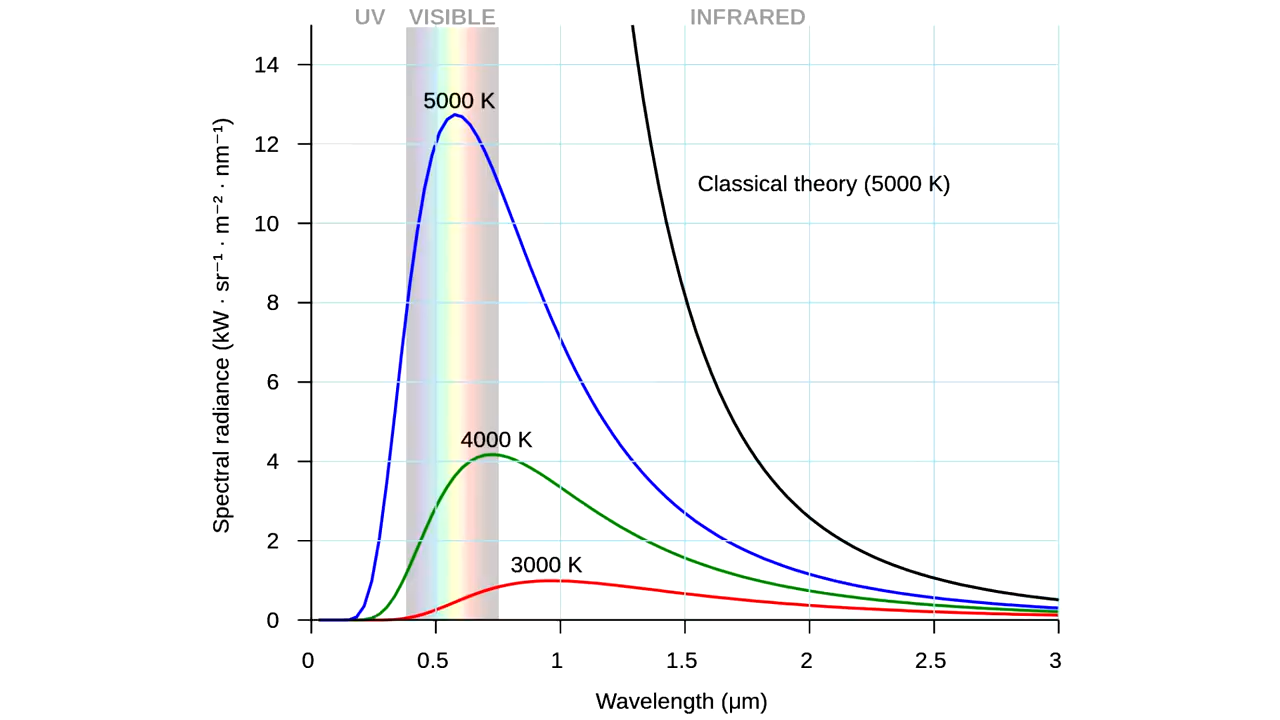 UV VISIBLE INFRARED
14
12
10
8
6
4
2
0
Spectral radiance (kW · sr⁻¹ · m⁻² · nm⁻¹)
5000 K
Classical theory (5000 K)
4000 K
3000 K
0 0.5 1 1.5 2 2.5 3
Wavelength (μm)